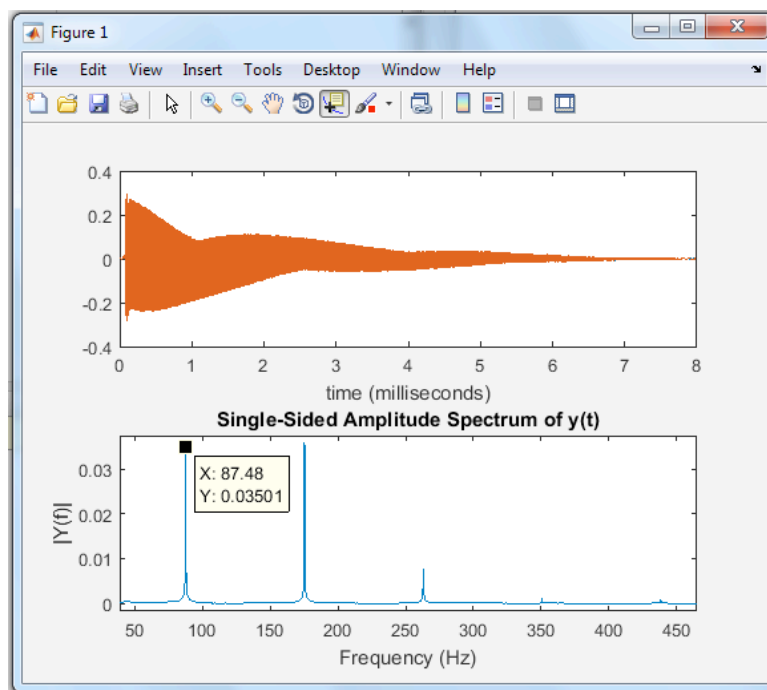 Figure 1
File Edit View Insert Tools Desktop Window Help
0.4
0.2
0
-0.2
-0.4
0 1 2 3 4 5 6 7 8
time (milliseconds)
Single-Sided Amplitude Spectrum of y(t)
|Y(f)|
0.03
0.02
0.01
0
X: 87.48
Y: 0.03501
50 100 150 200 250 300 350 400 450
Frequency (Hz)